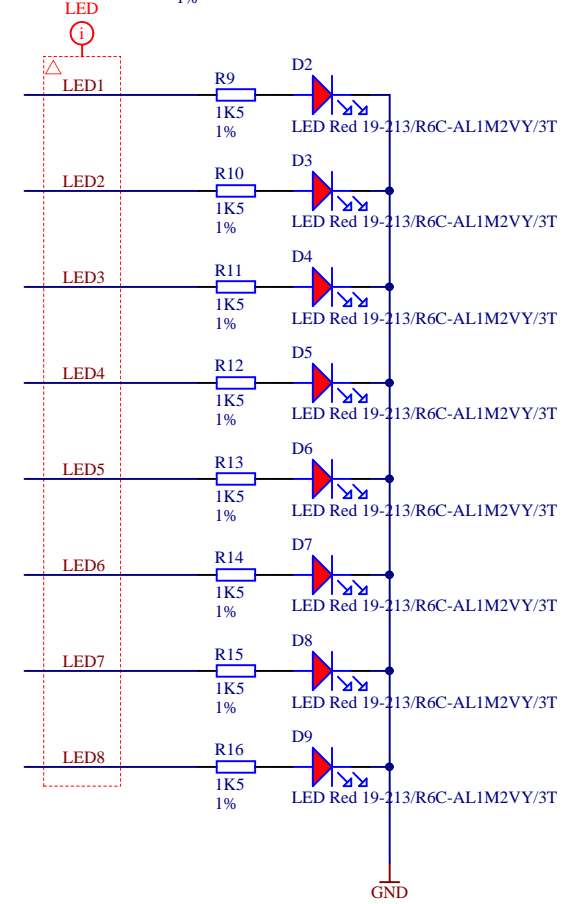 1%
LED
i
LED1
R9
1K5
1%
D2
LED Red 19-213/R6C-AL1M2VY/3T
LED2
R10
1K5
1%
D3
LED Red 19-213/R6C-AL1M2VY/3T
LED3
R11
1K5
1%
D4
LED Red 19-213/R6C-AL1M2VY/3T
LED4
R12
1K5
1%
D5
LED Red 19-213/R6C-AL1M2VY/3T
LED5
R13
1K5
1%
D6
LED Red 19-213/R6C-AL1M2VY/3T
LED6
R14
1K5
1%
D7
LED Red 19-213/R6C-AL1M2VY/3T
LED7
R15
1K5
1%
D8
LED Red 19-213/R6C-AL1M2VY/3T
LED8
R16
1K5
1%
D9
LED Red 19-213/R6C-AL1M2VY/3T
GND